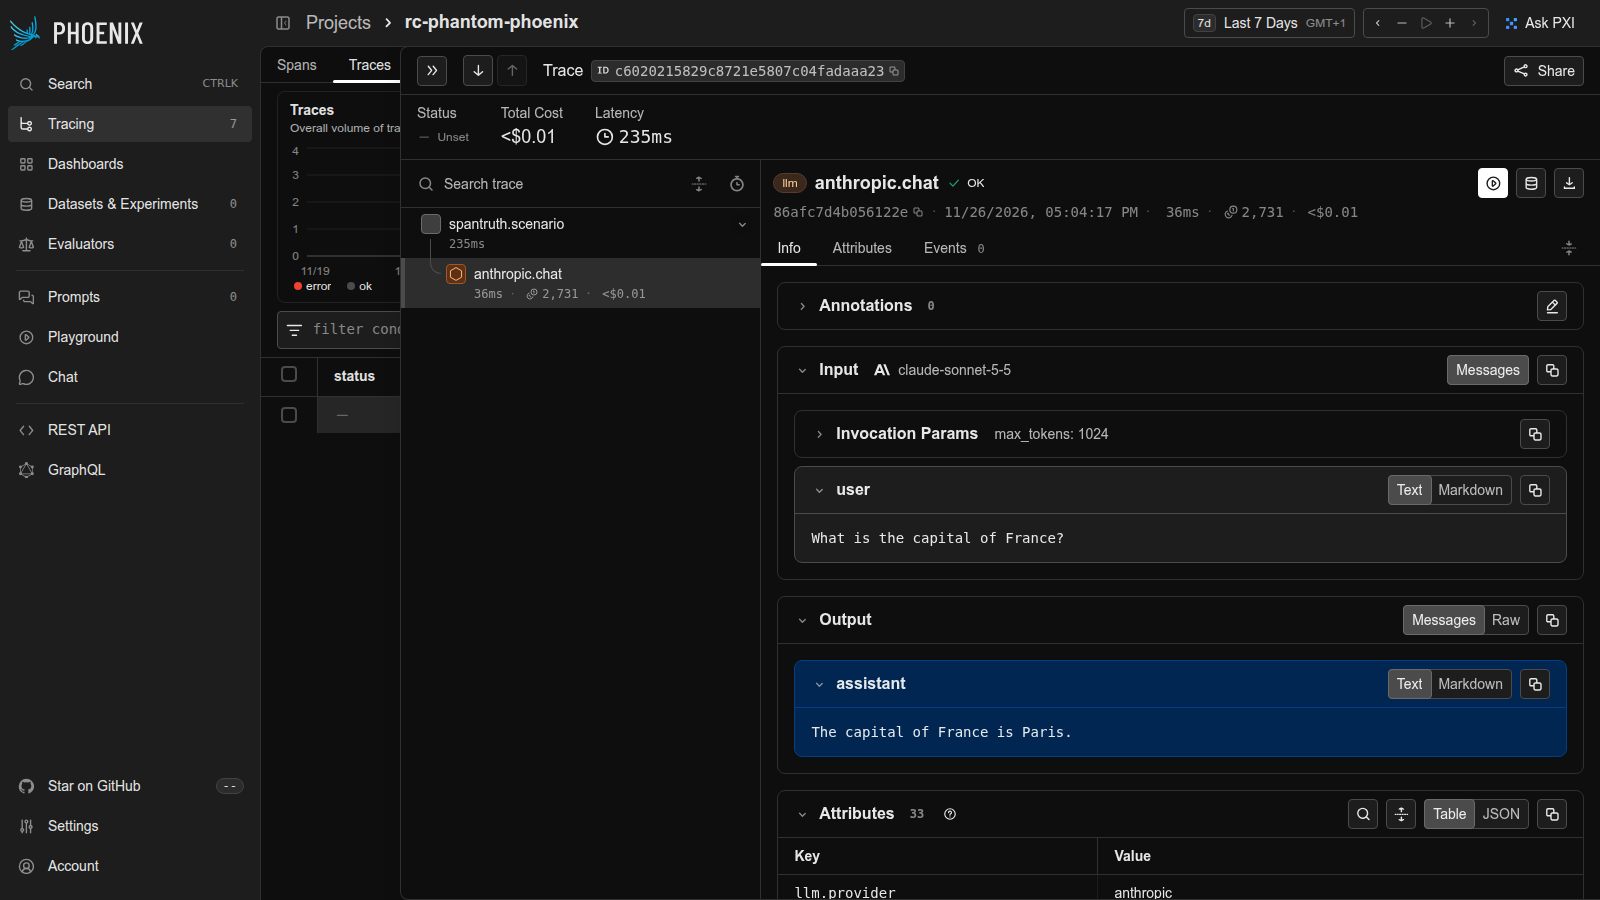 PHOENIX
Search CTRLK
Tracing 7
Dashboards
Datasets & Experiments 0
Evaluators 0
Prompts 0
Playground
Chat
REST API
GraphQL
Star on GitHub --
Settings
Account
Projects > rc-phantom-phoenix
7d Last 7 Days GMT+1
Ask PXI
Spans Traces
Traces
Overall volume of tra
4
3
2
1
0
11/19 1
error ok
filter cond
status
—
Trace ID c6020215829c8721e5807c04fadaaa23
Share
Status Total Cost Latency
— Unset <$0.01 235ms
Search trace
spantruth.scenario
235ms
anthropic.chat
36ms · 2,731 · <$0.01
llm anthropic.chat OK
86afc7d4b056122e · 11/26/2026, 05:04:17 PM · 36ms · 2,731 · <$0.01
Info Attributes Events 0
Annotations 0
Input claude-sonnet-5-5 Messages
Invocation Params max_tokens: 1024
user Text Markdown
What is the capital of France?
Output Messages Raw
assistant Text Markdown
The capital of France is Paris.
Attributes 33 Table JSON
Key Value
llm.provider anthropic